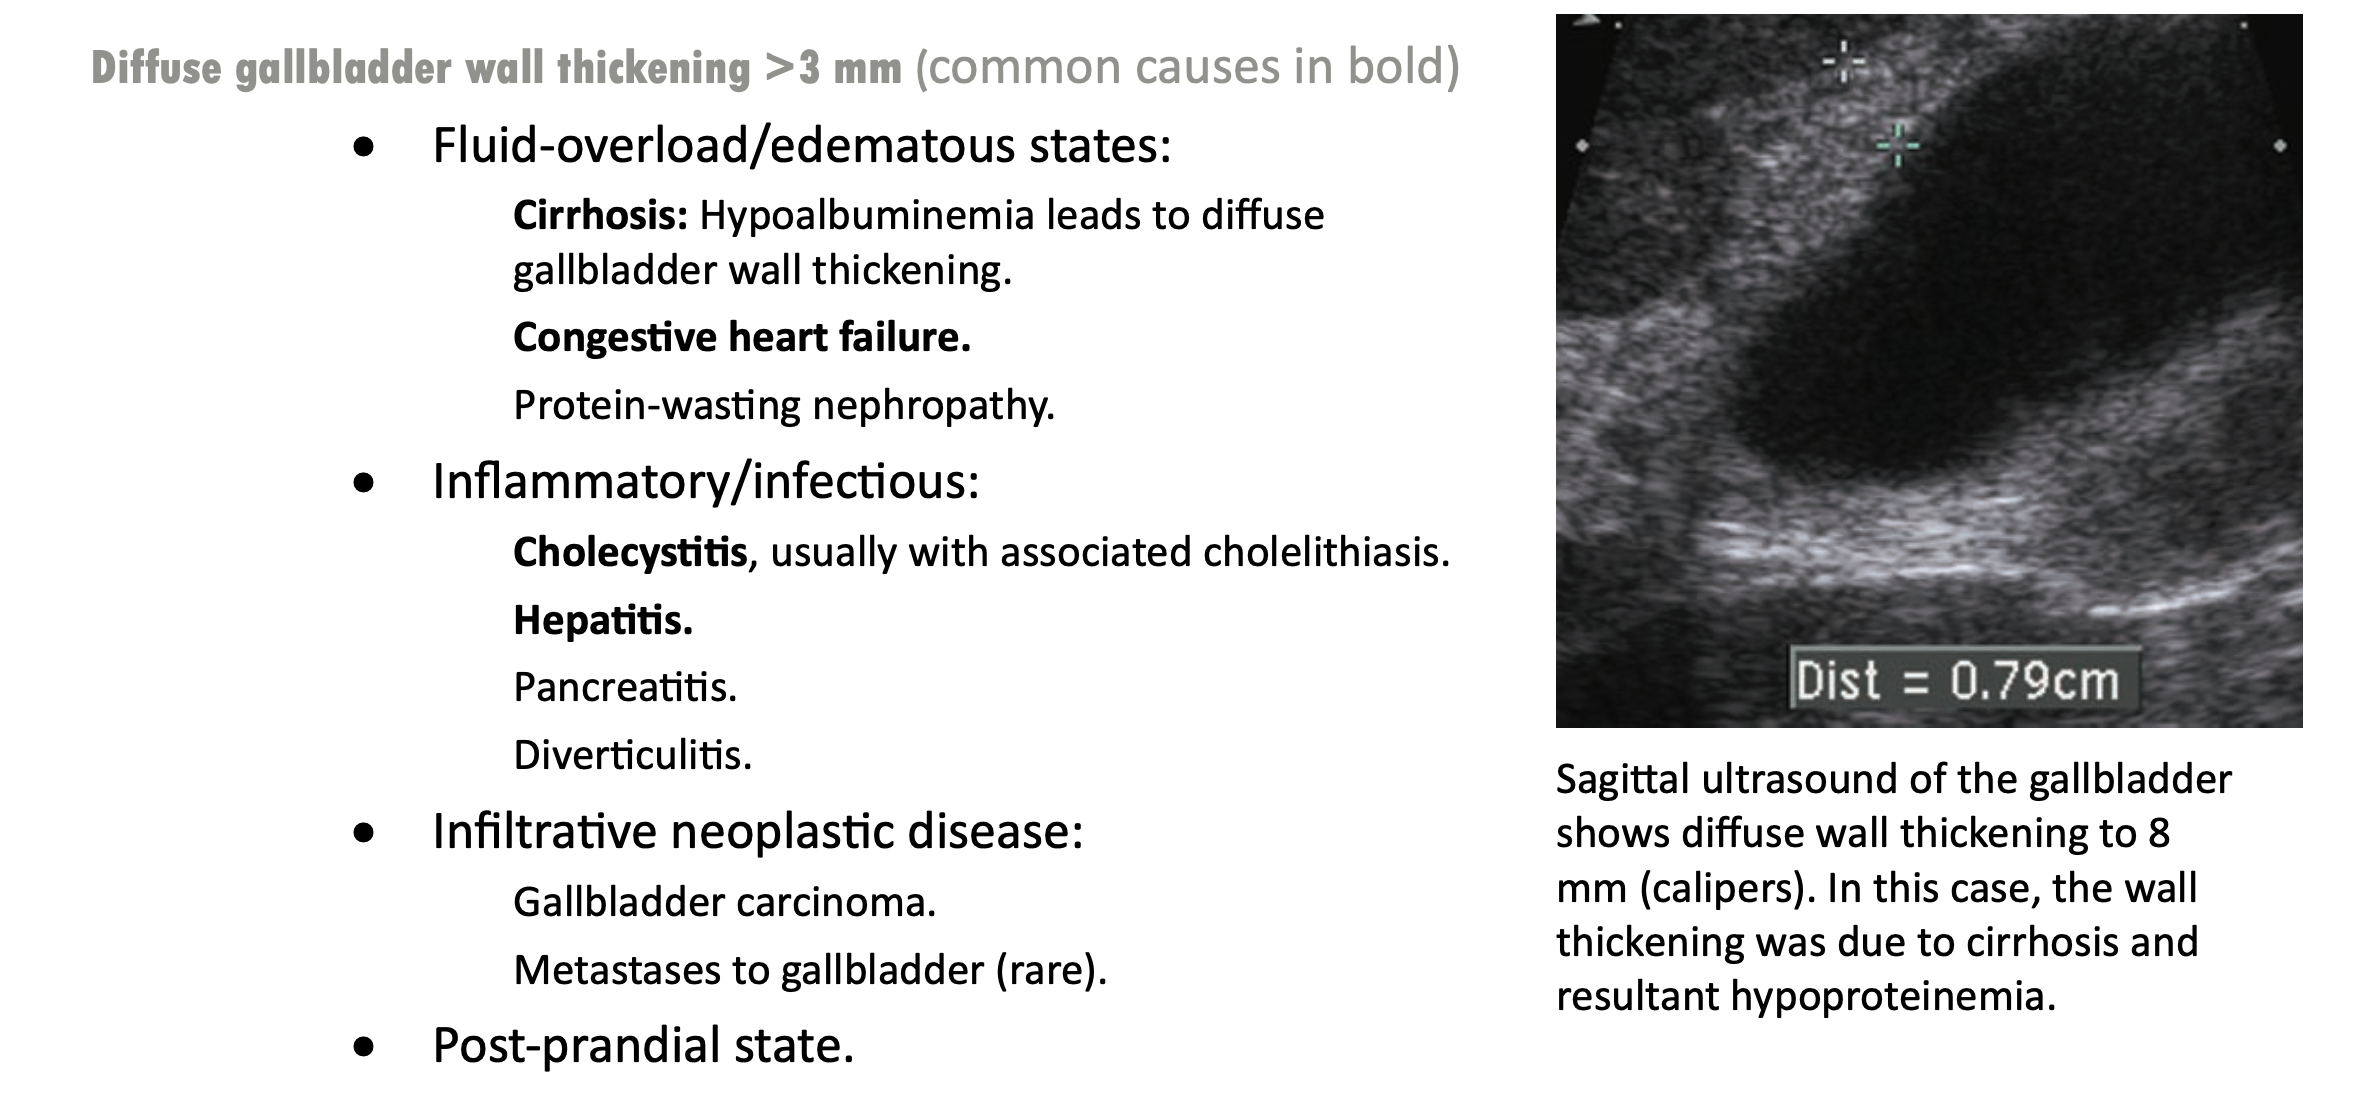 Diffuse gallbladder wall thickening >3 mm (common causes in bold)
• Fluid-overload/edematous states:
Cirrhosis: Hypoalbuminemia leads to diffuse
gallbladder wall thickening.
Congestive heart failure.
Protein-wasting nephropathy.
• Inflammatory/infectious:
Cholecystitis, usually with associated cholelithiasis.
Hepatitis.
Pancreatitis.
Diverticulitis.
• Infiltrative neoplastic disease:
Gallbladder carcinoma.
Metastases to gallbladder (rare).
• Post-prandial state.
Dist = 0.79cm
Sagittal ultrasound of the gallbladder
shows diffuse wall thickening to 8
mm (calipers). In this case, the wall
thickening was due to cirrhosis and
resultant hypoproteinemia.